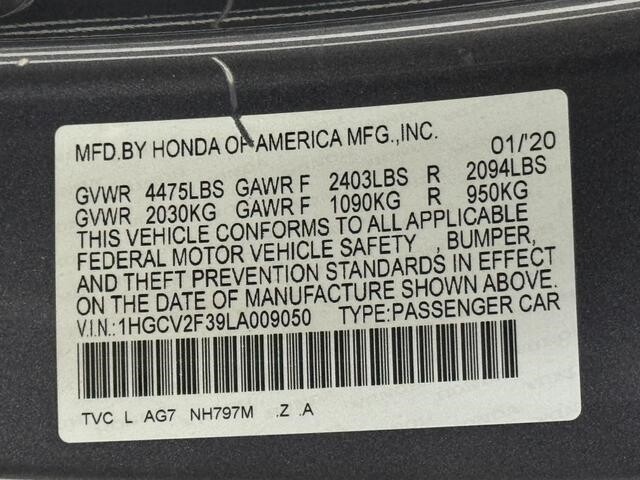 MFD.BY HONDA OF AMERICA MFG.,INC. 01/'20
GVWR 4475LBS GAWR F 2403LBS R 2094LBS
GVWR 2030KG GAWR F 1090KG R 950KG
THIS VEHICLE CONFORMS TO ALL APPLICABLE
FEDERAL MOTOR VEHICLE SAFETY , BUMPER,
AND THEFT PREVENTION STANDARDS IN EFFECT
ON THE DATE OF MANUFACTURE SHOWN ABOVE.
V.I.N.:1HGCV2F39LA009050 TYPE:PASSENGER CAR
TVC L AG7 NH797M .Z .A